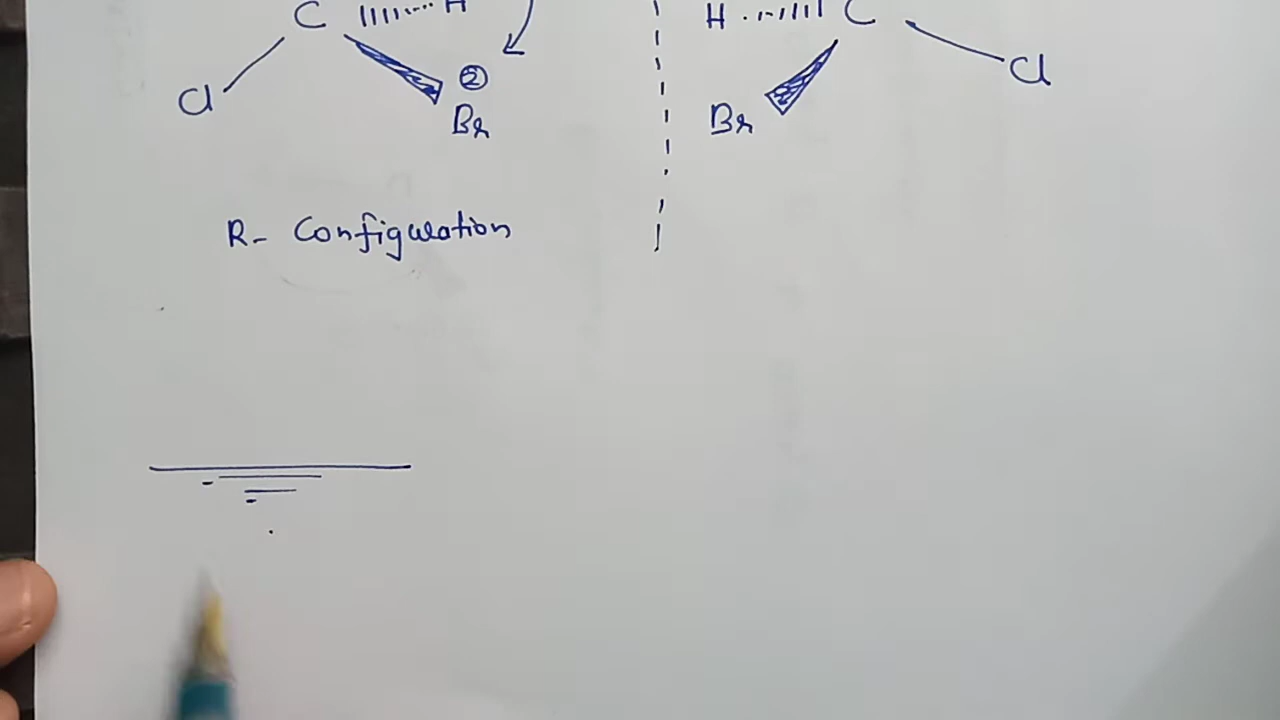 C H C
H
Cl ② Cl
Br Br
R- Configuration